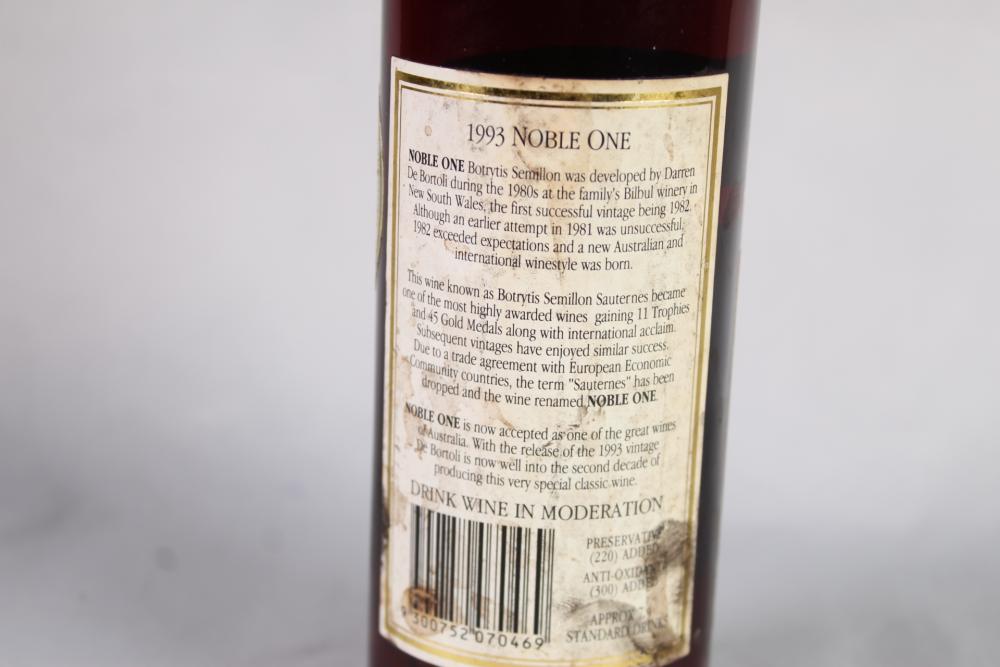 1993 NOBLE ONE
NOBLE ONE Botrytis Semillon was developed by Darren
De Bortoli during the 1980s at the family's Bilbul winery in
New South Wales, the first successful vintage being 1982.
Although an earlier attempt in 1981 was unsuccessful;
1982 exceeded expectations and a new Australian and
international winestyle was born.
This wine known as Botrytis Semillon Sauternes became
one of the most highly awarded wines gaining 11 Trophies
and 45 Gold Medals along with international acclaim.
Subsequent vintages have enjoyed similar success.
Due to a trade agreement with European Economic
Community countries, the term "Sauternes" has been
dropped and the wine renamed NOBLE ONE.
NOBLE ONE is now accepted as one of the great wines
of Australia. With the release of the 1993 vintage
De Bortoli is now well into the second decade of
producing this very special classic wine.
DRINK WINE IN MODERATION
PRESERVATIVE
(220) ADDED
ANTI-OXIDANT
(300) ADDED
APPROX
STANDARD DRINKS
9 300752 070469